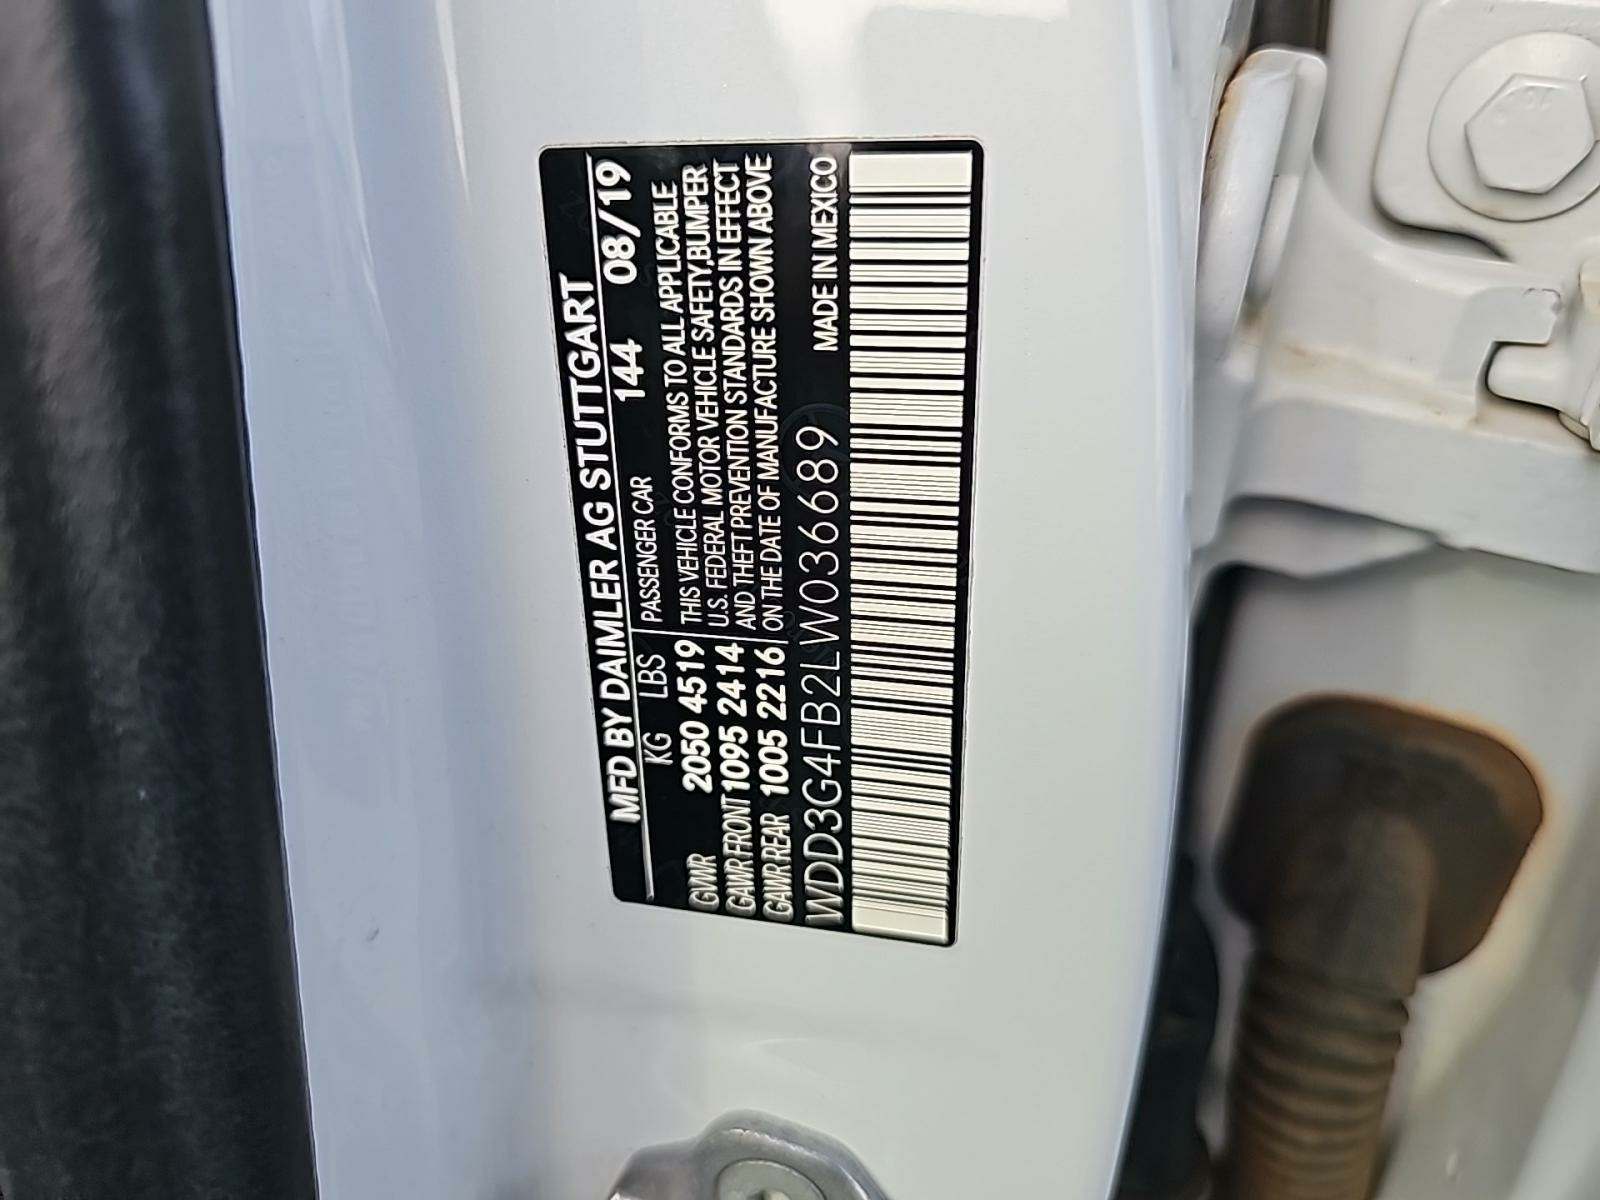 MFD BY DAIMLER AG STUTTGART
KG LBS PASSENGER CAR 144 08/19
GVWR 2050 4519 THIS VEHICLE CONFORMS TO ALL APPLICABLE
GAWR FRONT 1095 2414 U.S. FEDERAL MOTOR VEHICLE SAFETY,BUMPER
AND THEFT PREVENTION STANDARDS IN EFFECT
GAWR REAR 1005 2216 ON THE DATE OF MANUFACTURE SHOWN ABOVE
WDD3G4FB2LW036689 MADE IN MEXICO